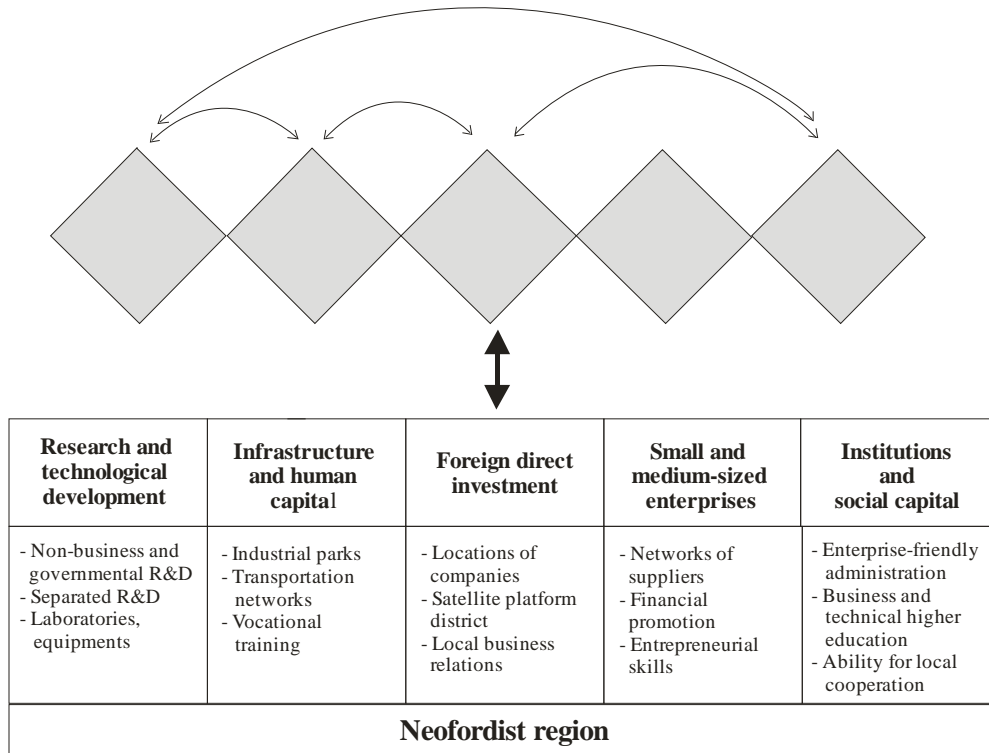 Research and
technological
development
Infrastructure
and human
capital
Foreign direct
investment
Small and
medium-sized
enterprises
Institutions
and
social capital
- Non-business and
governmental R&D
- Separated R&D
- Laboratories,
equipments
- Industrial parks
- Transportation
networks
- Vocational
training
- Locations of
companies
- Satellite platform
district
- Local business
relations
- Networks of
suppliers
- Financial
promotion
- Entrepreneurial
skills
- Enterprise-friendly
administration
- Business and
technical higher
education
- Ability for local
cooperation
Neofordist region